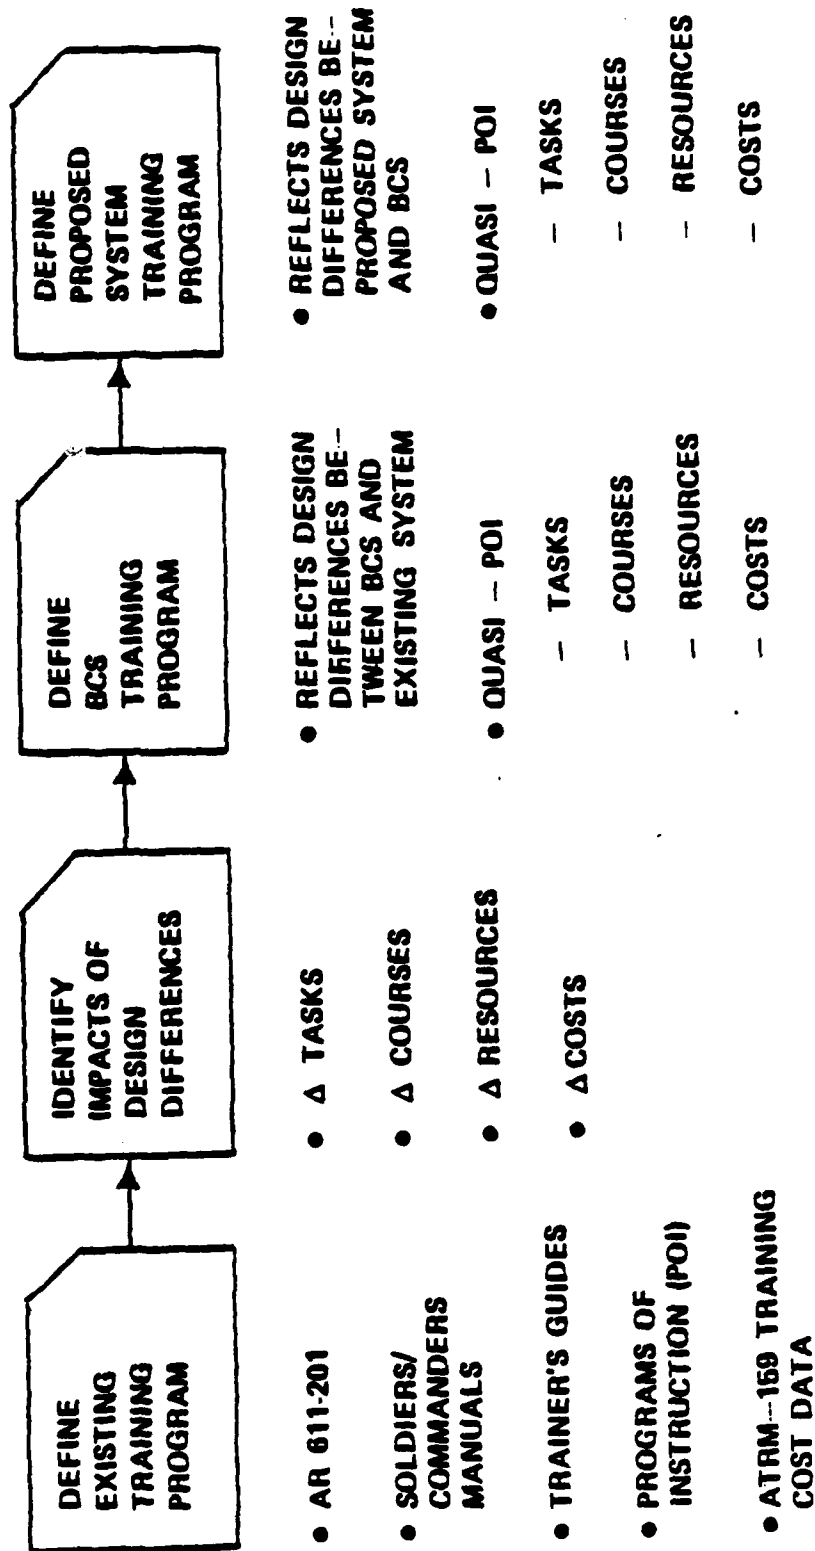 DEFINE
EXISTING
TRAINING
PROGRAM
● AR 611-201
● SOLDIERS/
COMMANDERS
MANUALS
● TRAINER'S GUIDES
● PROGRAMS OF
INSTRUCTION (POI)
● ATRM--159 TRAINING
COST DATA
IDENTIFY
IMPACTS OF
DESIGN
DIFFERENCES
● Δ TASKS
● Δ COURSES
● Δ RESOURCES
● Δ COSTS
DEFINE
BCS
TRAINING
PROGRAM
● REFLECTS DESIGN
DIFFERENCES BE--
TWEEN BCS AND
EXISTING SYSTEM
● QUASI – POI
– TASKS
– COURSES
– RESOURCES
– COSTS
DEFINE
PROPOSED
SYSTEM
TRAINING
PROGRAM
● REFLECTS DESIGN
DIFFERENCES BE--
PROPOSED SYSTEM
AND BCS
● QUASI – POI
– TASKS
– COURSES
– RESOURCES
– COSTS